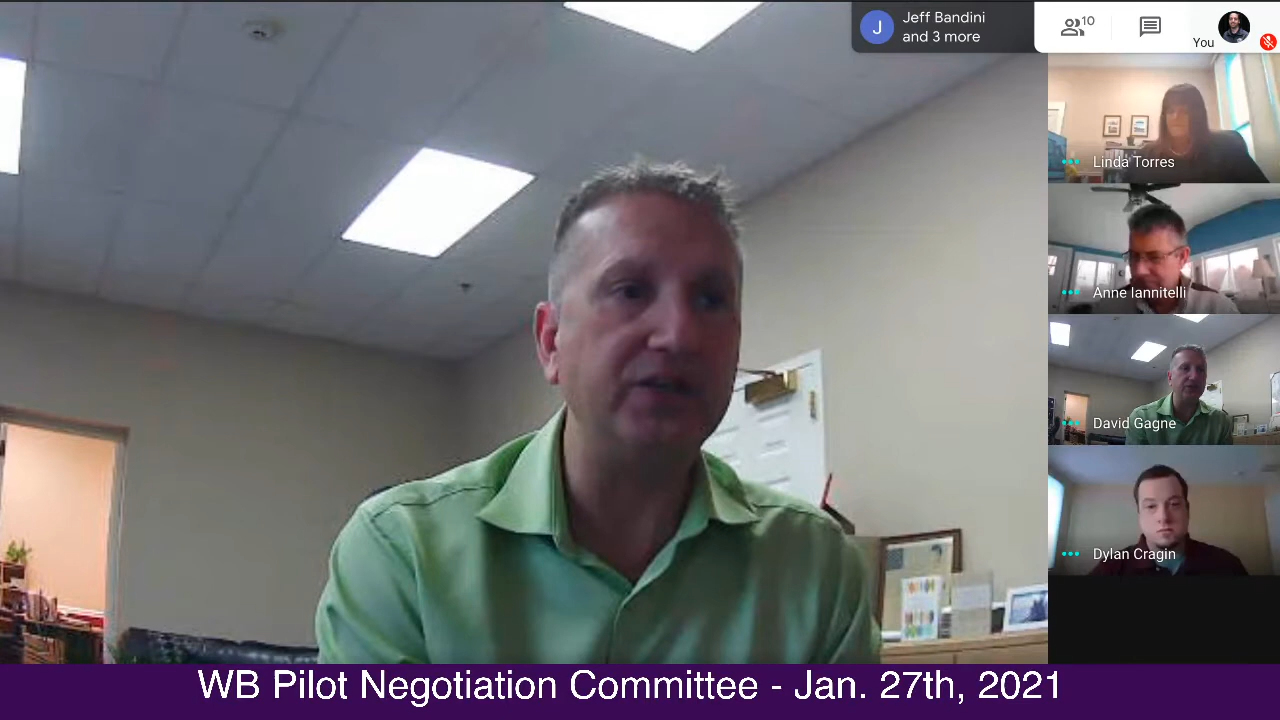 J
Jeff Bandini
and 3 more
10
You
Linda Torres
Anne Iannitelli
David Gagne
Dylan Cragin
WB Pilot Negotiation Committee - Jan. 27th, 2021